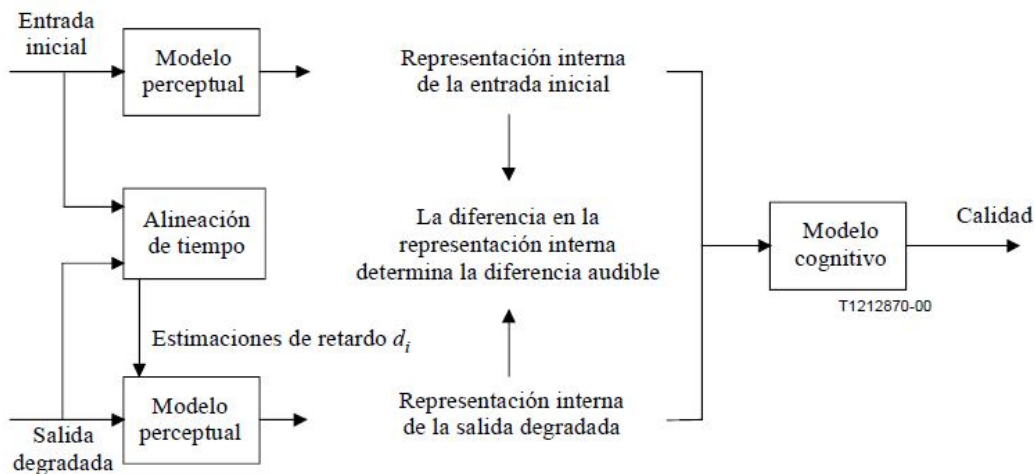 Entrada
inicial
Modelo
perceptual
Representación interna
de la entrada inicial
Alineación
de tiempo
La diferencia en la
representación interna
determina la diferencia audible
Modelo
cognitivo
Calidad
T1212870-00
Estimaciones de retardo d_i
Salida
degradada
Modelo
perceptual
Representación interna
de la salida degradada